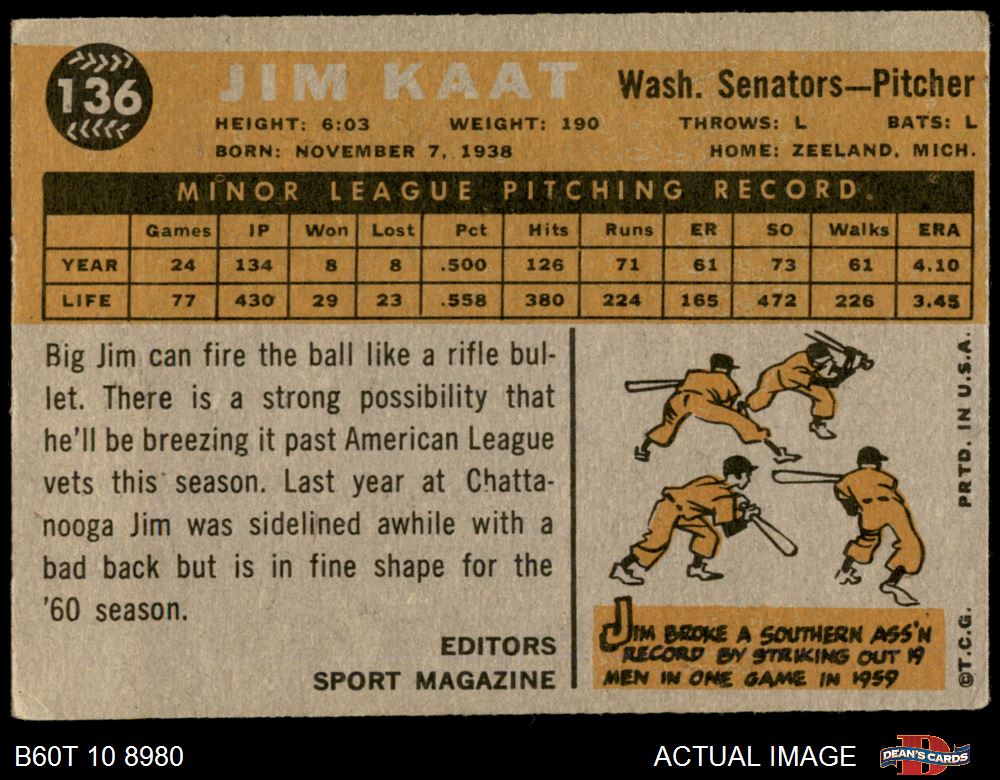 136
JIM KAAT Wash. Senators—Pitcher
HEIGHT: 6:03 WEIGHT: 190 THROWS: L BATS: L
BORN: NOVEMBER 7, 1938 HOME: ZEELAND, MICH.
MINOR LEAGUE PITCHING RECORD
Games IP Won Lost Pct Hits Runs ER SO Walks ERA
YEAR 24 134 8 8 .500 126 71 61 73 61 4.10
LIFE 77 430 29 23 .558 380 224 165 472 226 3.45
Big Jim can fire the ball like a rifle bul-
let. There is a strong possibility that
he'll be breezing it past American League
vets this season. Last year at Chatta-
nooga Jim was sidelined awhile with a
bad back but is in fine shape for the
'60 season.
EDITORS
SPORT MAGAZINE
JIM BROKE A SOUTHERN ASS'N
RECORD BY STRIKING OUT 19
MEN IN ONE GAME IN 1959
©T.C.G. PRTD. IN U.S.A.
B60T 10 8980 ACTUAL IMAGE DEAN'S CARDS